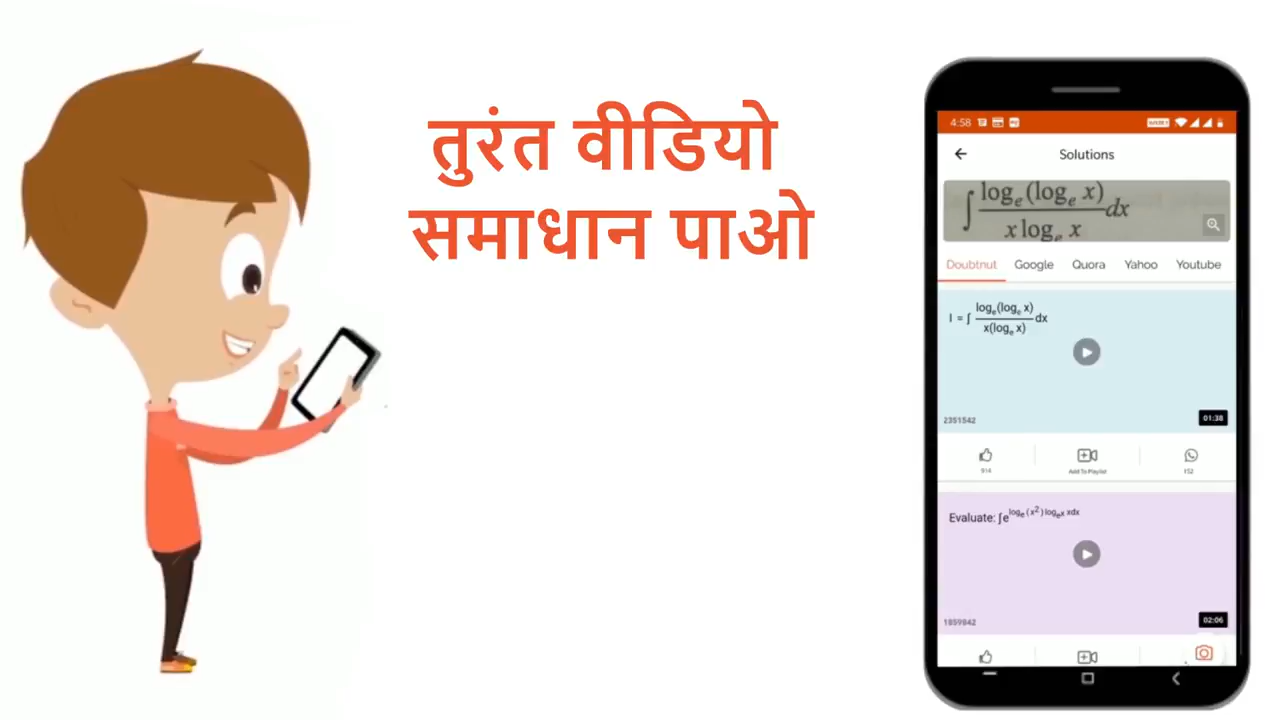 तुरंत वीडियो
समाधान पाओ
4:58
Solutions
∫ logₑ(logₑ x) / x logₑ x dx
Doubtnut Google Quora Yahoo Youtube
I = ∫ logₑ(logₑ x) / x(logₑ x) dx
2351542
01:38
914
Add To Playlist
152
Evaluate: ∫e^logₑ(x²)logₑx xdx
1859842
02:06